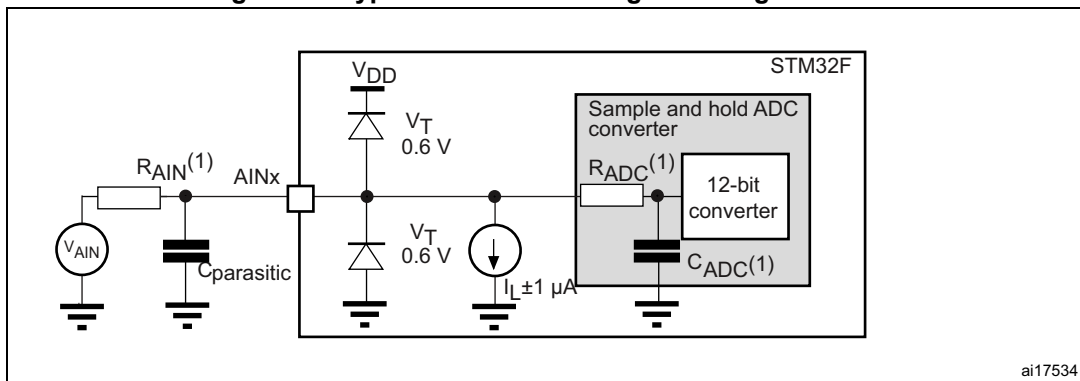 STM32F
VDD
Sample and hold ADC
converter
VT
0.6 V
RAIN(1)
AINx
RADC(1)
12-bit
converter
VAIN
Cparasitic
VT
0.6 V
IL±1 µA
CADC(1)
ai17534